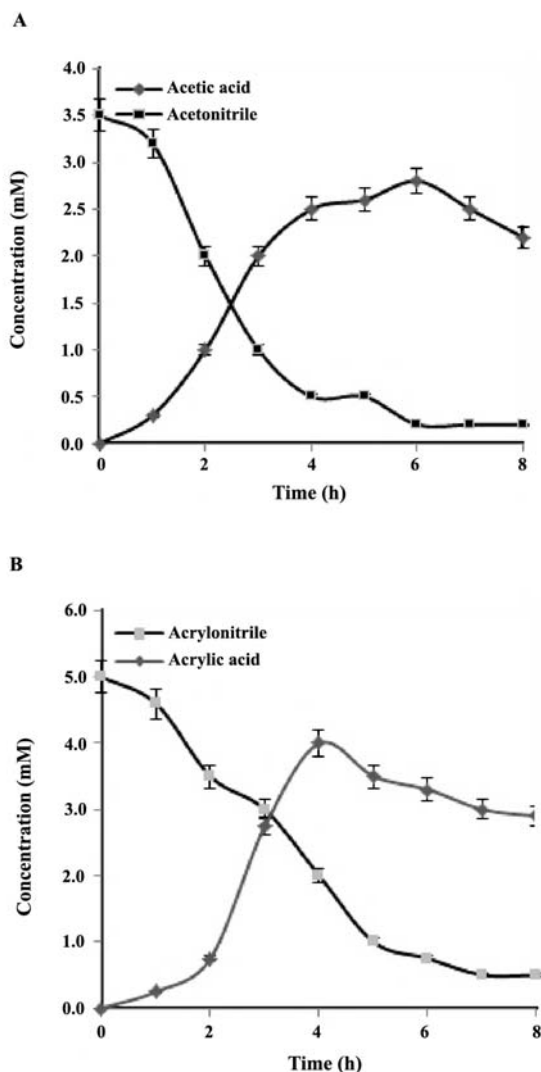 A
Concentration (mM)
4.0
3.5
3.0
2.5
2.0
1.5
1.0
0.5
0.0
Acetic acid
Acetonitrile
0 2 4 6 8
Time (h)
B
Concentration (mM)
6.0
5.0
4.0
3.0
2.0
1.0
0.0
Acrylonitrile
Acrylic acid
0 2 4 6 8
Time (h)